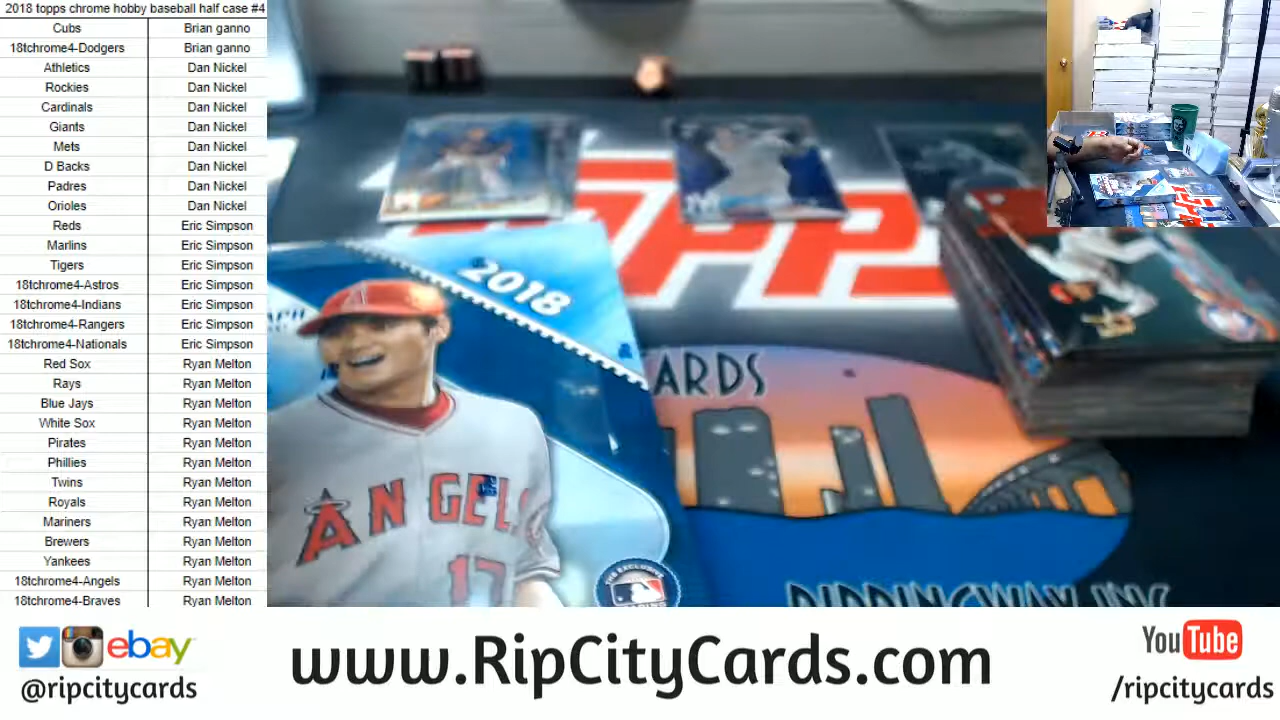 2018 topps chrome hobby baseball half case #4
Cubs Brian ganno
18tchrome4-Dodgers Brian ganno
Athletics Dan Nickel
Rockies Dan Nickel
Cardinals Dan Nickel
Giants Dan Nickel
Mets Dan Nickel
D Backs Dan Nickel
Padres Dan Nickel
Orioles Dan Nickel
Reds Eric Simpson
Marlins Eric Simpson
Tigers Eric Simpson
18tchrome4-Astros Eric Simpson
18tchrome4-Indians Eric Simpson
18tchrome4-Rangers Eric Simpson
18tchrome4-Nationals Eric Simpson
Red Sox Ryan Melton
Rays Ryan Melton
Blue Jays Ryan Melton
White Sox Ryan Melton
Pirates Ryan Melton
Phillies Ryan Melton
Twins Ryan Melton
Royals Ryan Melton
Mariners Ryan Melton
Brewers Ryan Melton
Yankees Ryan Melton
18tchrome4-Angels Ryan Melton
18tchrome4-Braves Ryan Melton
2018
ANGELS
17
THE EXCLUSIVE
CARDS
ebay
@ripcitycards
www.RipCityCards.com
YouTube
/ripcitycards